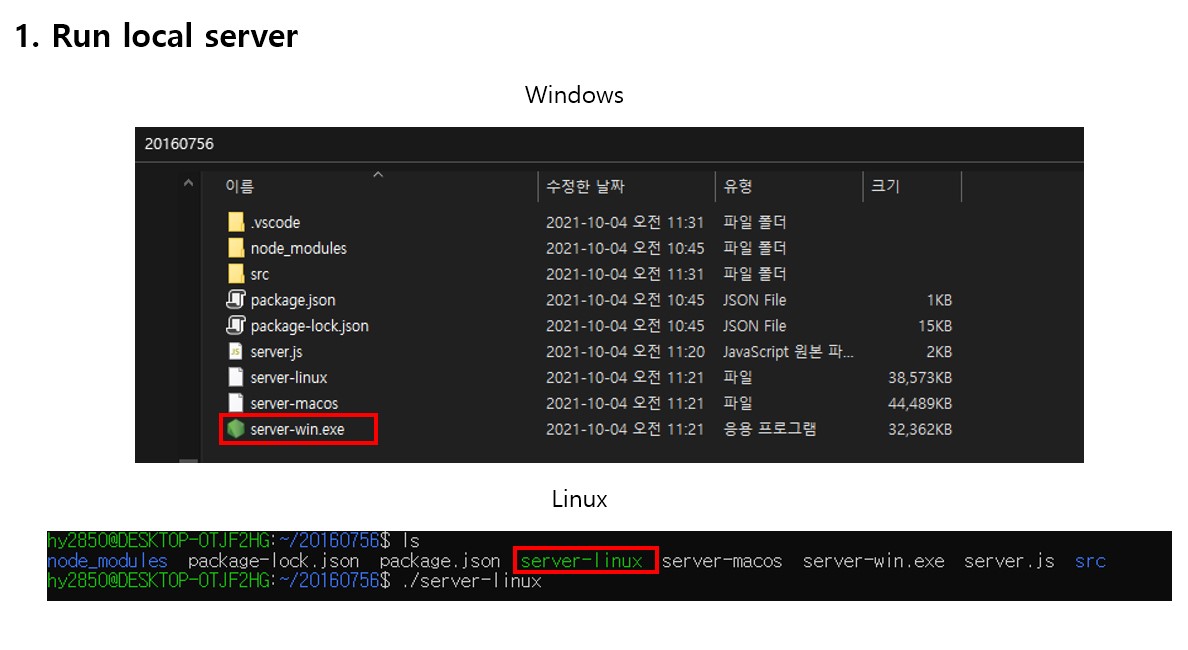 1. Run local server
Windows
20160756
이름 수정한 날짜 유형 크기
.vscode 2021-10-04 오전 11:31 파일 폴더
node_modules 2021-10-04 오전 10:45 파일 폴더
src 2021-10-04 오전 11:31 파일 폴더
package.json 2021-10-04 오전 10:45 JSON File 1KB
package-lock.json 2021-10-04 오전 10:45 JSON File 15KB
JS server.js 2021-10-04 오전 11:20 JavaScript 원본 파... 2KB
server-linux 2021-10-04 오전 11:21 파일 38,573KB
server-macos 2021-10-04 오전 11:21 파일 44,489KB
server-win.exe 2021-10-04 오전 11:21 응용 프로그램 32,362KB
Linux
hy2850@DESKTOP-OTJF2HG:~/20160756$ ls
node_modules package-lock.json package.json server-linux server-macos server-win.exe server.js src
hy2850@DESKTOP-OTJF2HG:~/20160756$ ./server-linux